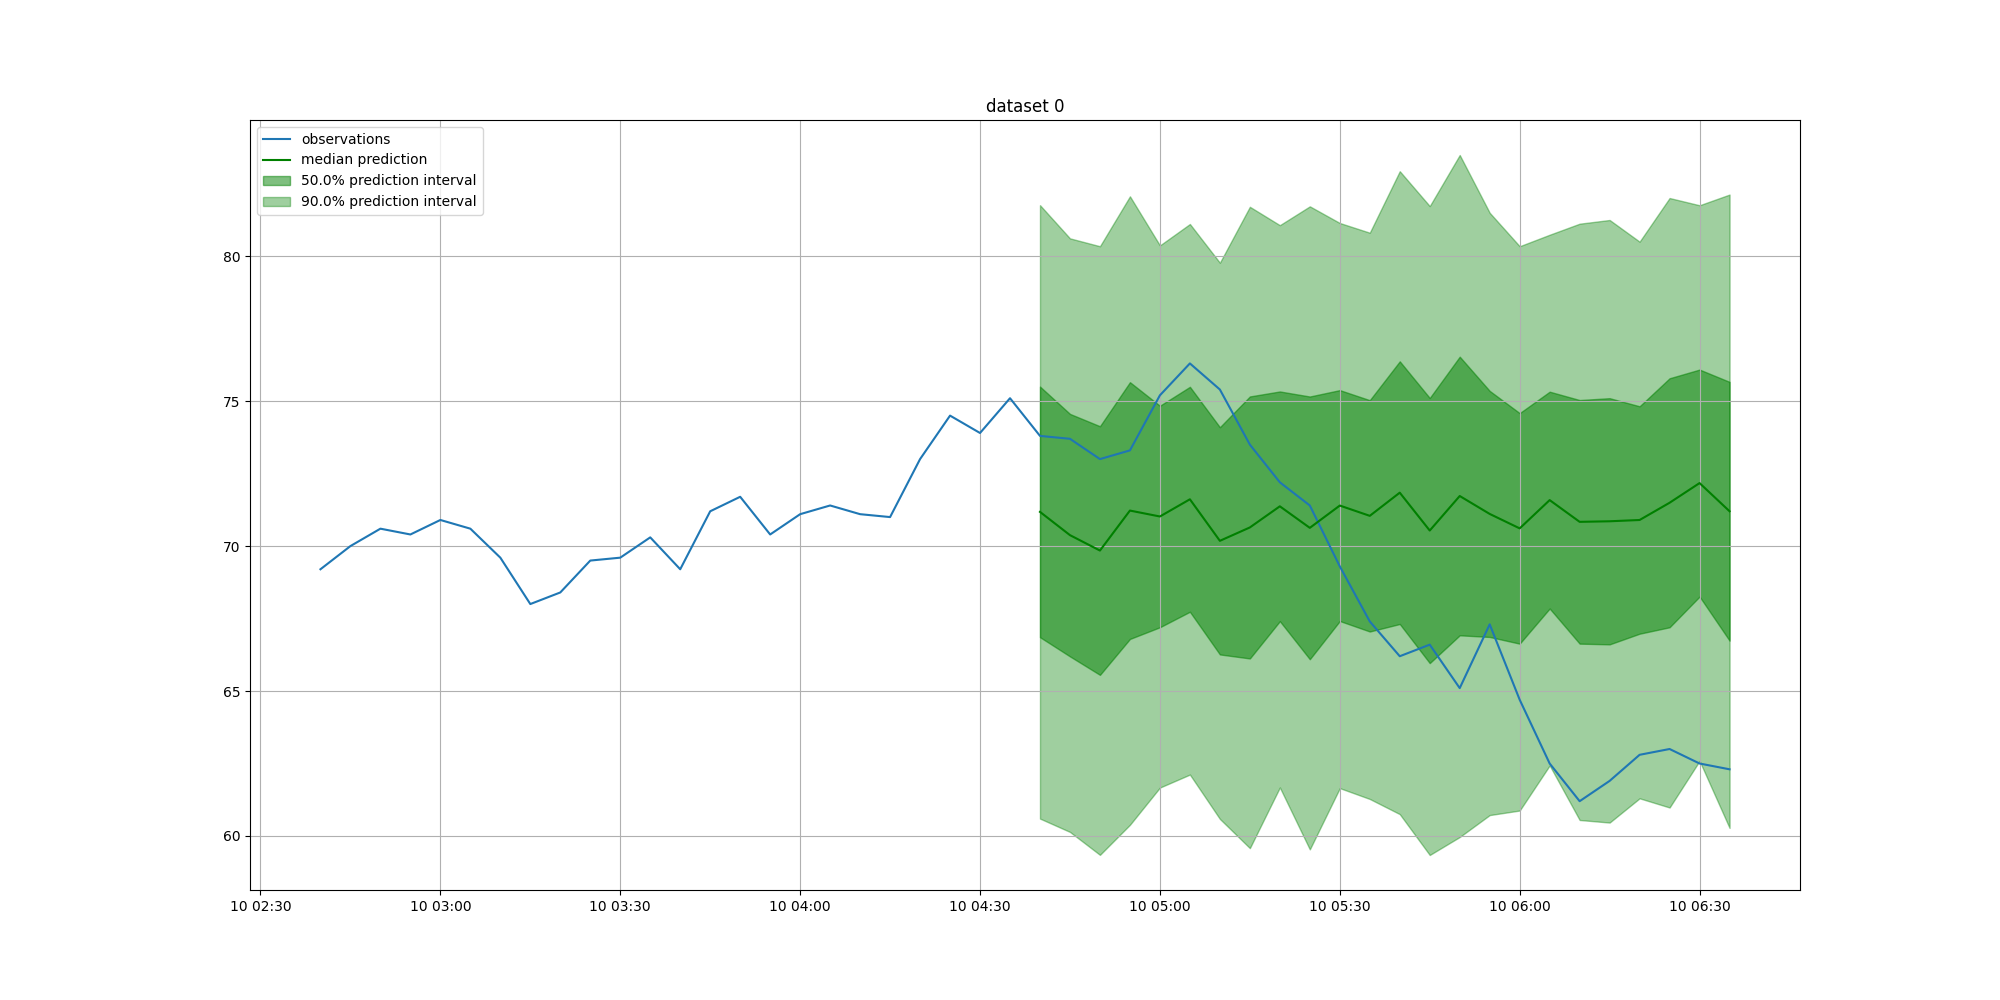 dataset 0
observations
median prediction
50.0% prediction interval
90.0% prediction interval
80
75
70
65
60
10 02:30 10 03:00 10 03:30 10 04:00 10 04:30 10 05:00 10 05:30 10 06:00 10 06:30